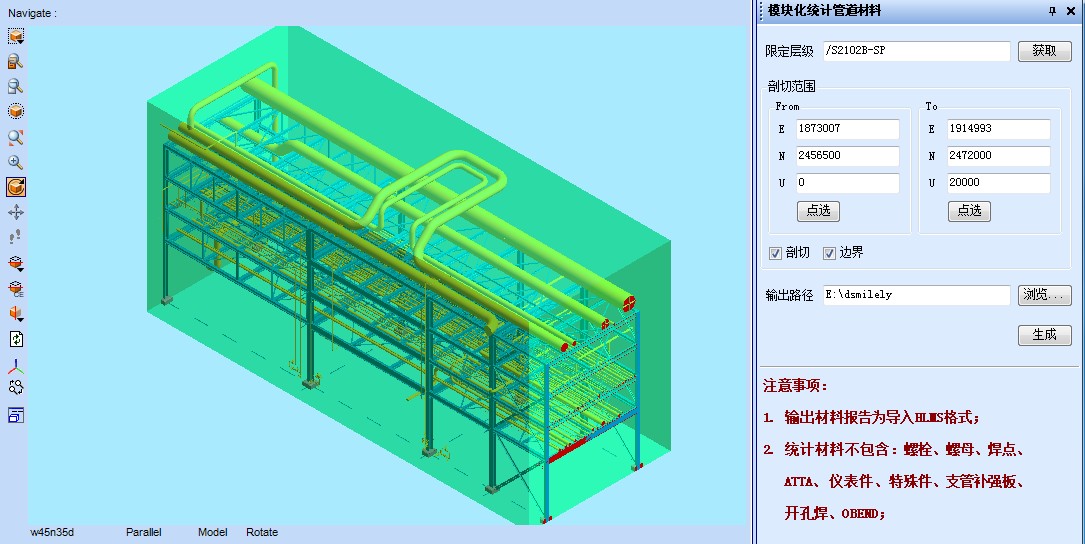 Navigate :
模块化统计管道材料
限定层级 /S2102B-SP 获取
剖切范围
From To
E 1873007 E 1914993
N 2456500 N 2472000
U 0 U 20000
点选 点选
剖切 边界
输出路径 E:\dsmilely 浏览...
生成
注意事项:
1. 输出材料报告为导入HLMS格式;
2. 统计材料不包含: 螺栓、螺母、焊点、
ATTA、仪表件、特殊件、支管补强板、
开孔焊、OBEND;
w45n35d Parallel Model Rotate
CE